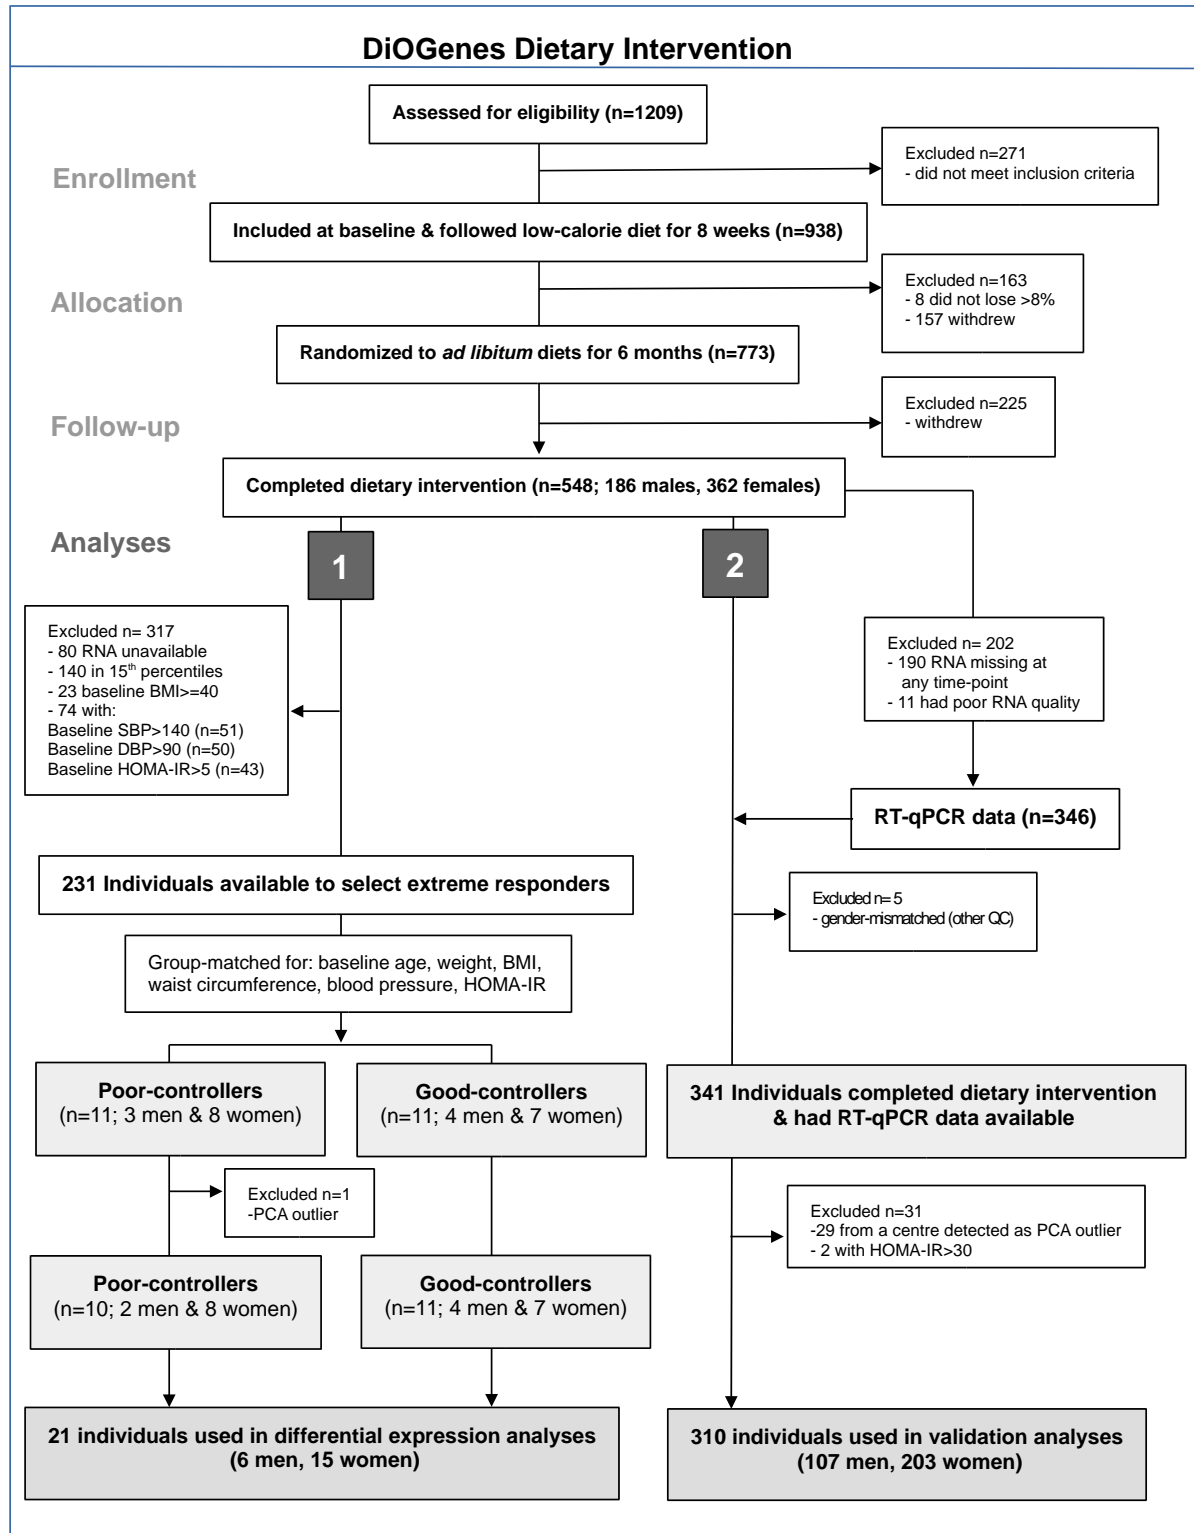 DiOGenes Dietary Intervention
Assessed for eligibility (n=1209)
Excluded n=271
- did not meet inclusion criteria
Enrollment
Included at baseline & followed low-calorie diet for 8 weeks (n=938)
Allocation
Excluded n=163
- 8 did not lose >8%
- 157 withdrew
Randomized to ad libitum diets for 6 months (n=773)
Follow-up
Excluded n=225
- withdrew
Completed dietary intervention (n=548; 186 males, 362 females)
Analyses
1
2
Excluded n= 317
- 80 RNA unavailable
- 140 in 15th percentiles
- 23 baseline BMI>=40
- 74 with:
Baseline SBP>140 (n=51)
Baseline DBP>90 (n=50)
Baseline HOMA-IR>5 (n=43)
Excluded n= 202
- 190 RNA missing at
any time-point
- 11 had poor RNA quality
RT-qPCR data (n=346)
231 Individuals available to select extreme responders
Excluded n= 5
- gender-mismatched (other QC)
Group-matched for: baseline age, weight, BMI,
waist circumference, blood pressure, HOMA-IR
Poor-controllers
(n=11; 3 men & 8 women)
Good-controllers
(n=11; 4 men & 7 women)
341 Individuals completed dietary intervention
& had RT-qPCR data available
Excluded n=1
-PCA outlier
Excluded n=31
-29 from a centre detected as PCA outlier
- 2 with HOMA-IR>30
Poor-controllers
(n=10; 2 men & 8 women)
Good-controllers
(n=11; 4 men & 7 women)
21 individuals used in differential expression analyses
(6 men, 15 women)
310 individuals used in validation analyses
(107 men, 203 women)